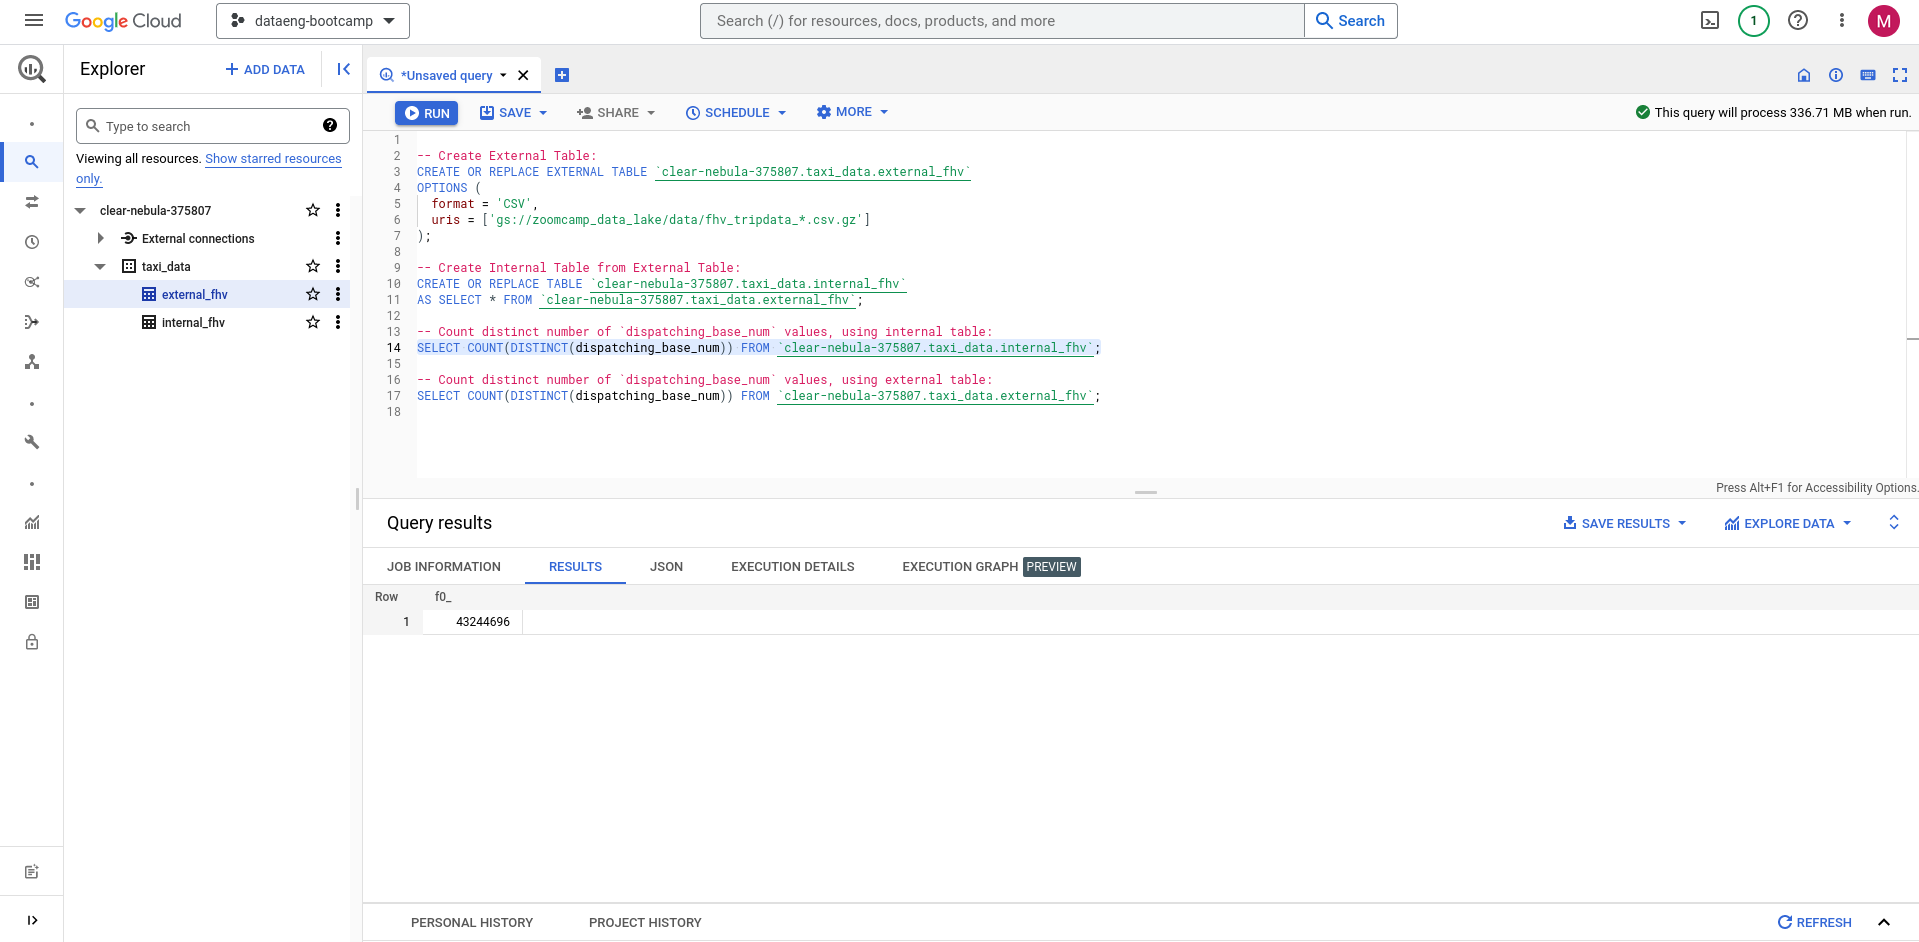 Google Cloud
dataeng-bootcamp
Search (/) for resources, docs, products, and more
Search
1
M
Explorer
ADD DATA
*Unsaved query
Type to search
Viewing all resources. Show starred resources
only.
clear-nebula-375807
External connections
taxi_data
external_fhv
internal_fhv
RUN
SAVE
SHARE
SCHEDULE
MORE
This query will process 336.71 MB when run.
1
2 -- Create External Table:
3 CREATE OR REPLACE EXTERNAL TABLE `clear-nebula-375807.taxi_data.external_fhv`
4 OPTIONS (
5 format = 'CSV',
6 uris = ['gs://zoomcamp_data_lake/data/fhv_tripdata_*.csv.gz']
7 );
8
9 -- Create Internal Table from External Table:
10 CREATE OR REPLACE TABLE `clear-nebula-375807.taxi_data.internal_fhv`
11 AS SELECT * FROM `clear-nebula-375807.taxi_data.external_fhv`;
12
13 -- Count distinct number of `dispatching_base_num` values, using internal table:
14 SELECT COUNT(DISTINCT(dispatching_base_num)) FROM `clear-nebula-375807.taxi_data.internal_fhv`;
15
16 -- Count distinct number of `dispatching_base_num` values, using external table:
17 SELECT COUNT(DISTINCT(dispatching_base_num)) FROM `clear-nebula-375807.taxi_data.external_fhv`;
18
Press Alt+F1 for Accessibility Options.
Query results
SAVE RESULTS
EXPLORE DATA
JOB INFORMATION
RESULTS
JSON
EXECUTION DETAILS
EXECUTION GRAPH PREVIEW
Row f0_
1 43244696
PERSONAL HISTORY
PROJECT HISTORY
REFRESH